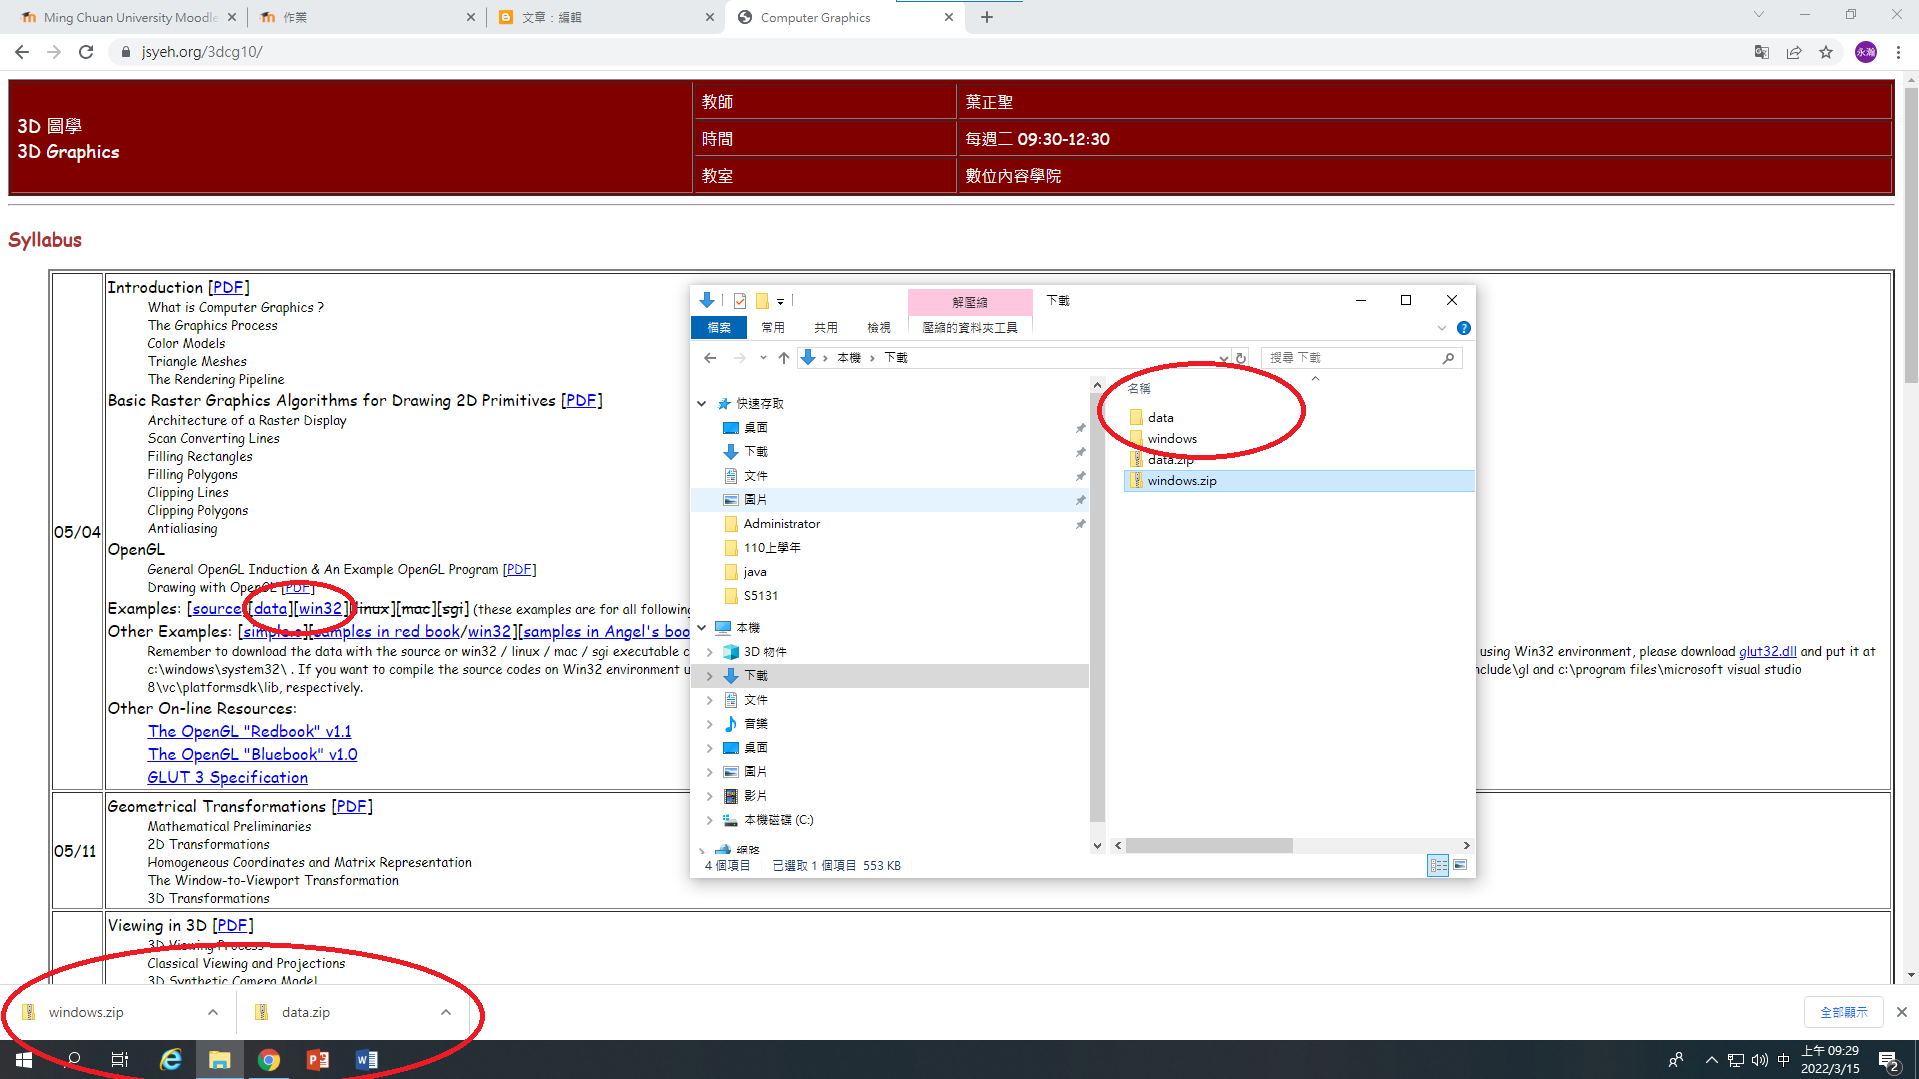 Ming Chuan University Moodle
作業
文章：編輯
Computer Graphics
jsyeh.org/3dcg10/
永瀚
3D 圖學
3D Graphics
教師
葉正聖
時間
每週二 09:30-12:30
教室
數位內容學院
Syllabus
05/04
Introduction [PDF]
What is Computer Graphics ?
The Graphics Process
Color Models
Triangle Meshes
The Rendering Pipeline
Basic Raster Graphics Algorithms for Drawing 2D Primitives [PDF]
Architecture of a Raster Display
Scan Converting Lines
Filling Rectangles
Filling Polygons
Clipping Lines
Clipping Polygons
Antialiasing
OpenGL
General OpenGL Induction & An Example OpenGL Program [PDF]
Drawing with OpenGL [PDF]
Examples: [source][data][win32][linux][mac][sgi] (these examples are for all following
Other Examples: [simple.c][samples in red book/win32][samples in Angel's boo
Remember to download the data with the source or win32 / linux / mac / sgi executable c
using Win32 environment, please download glut32.dll and put it at
c:\windows\system32\ . If you want to compile the source codes on Win32 environment u
nclude\gl and c:\program files\microsoft visual studio
8\vc\platformsdk\lib, respectively.
Other On-line Resources:
The OpenGL "Redbook" v1.1
The OpenGL "Bluebook" v1.0
GLUT 3 Specification
05/11
Geometrical Transformations [PDF]
Mathematical Preliminaries
2D Transformations
Homogeneous Coordinates and Matrix Representation
The Window-to-Viewport Transformation
3D Transformations
Viewing in 3D [PDF]
3D Viewing Process
Classical Viewing and Projections
3D Synthetic Camera Model
解壓縮
下載
檔案
常用
共用
檢視
壓縮的資料夾工具
本機
下載
搜尋 下載
名稱
快速存取
桌面
下載
文件
圖片
Administrator
110上學年
java
S5131
本機
3D 物件
下載
文件
音樂
桌面
圖片
影片
本機磁碟 (C:)
網路
data
windows
data.zip
windows.zip
4 個項目
已選取 1 個項目 553 KB
windows.zip
data.zip
全部顯示
中
上午 09:29
2022/3/15
2